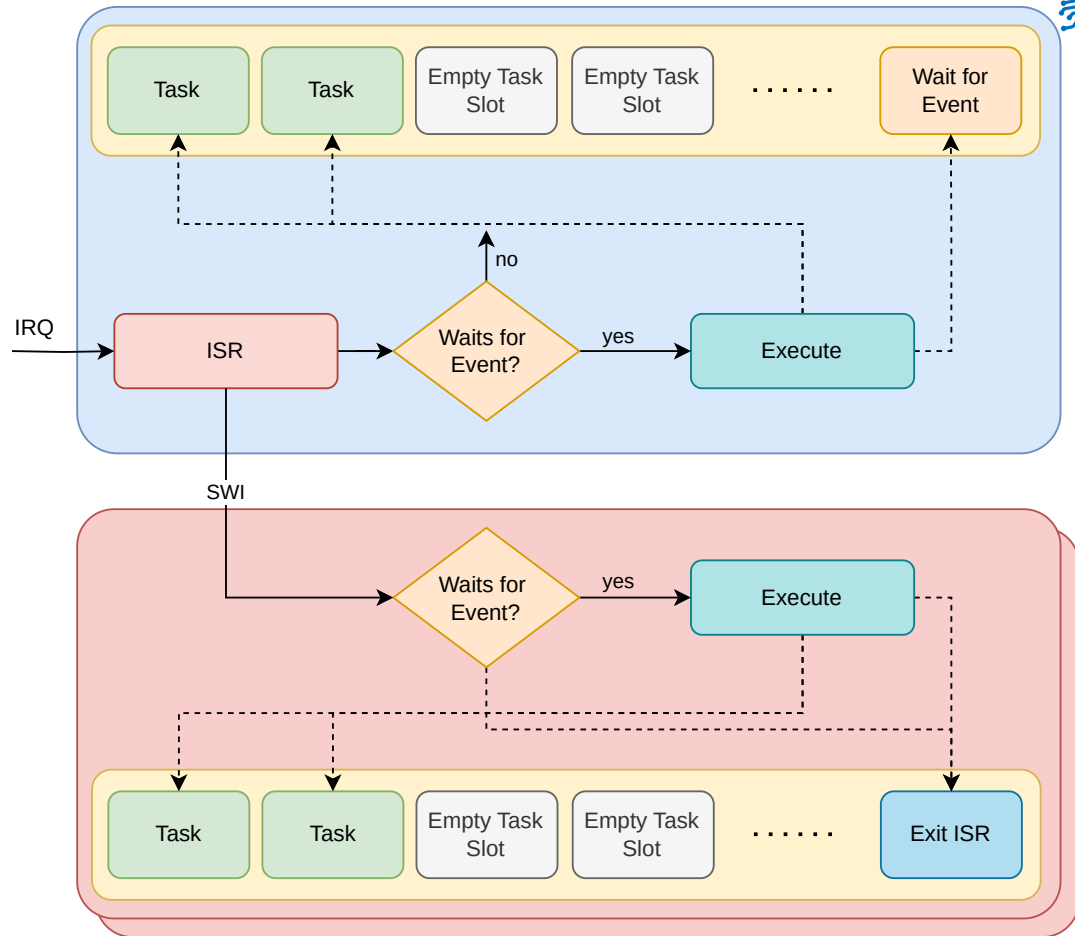 Task
Task
Empty Task
Slot
Empty Task
Slot
. . . . . .
Wait for
Event
no
IRQ
ISR
Waits for
Event?
yes
Execute
SWI
Waits for
Event?
yes
Execute
Task
Task
Empty Task
Slot
Empty Task
Slot
. . . . . .
Exit ISR